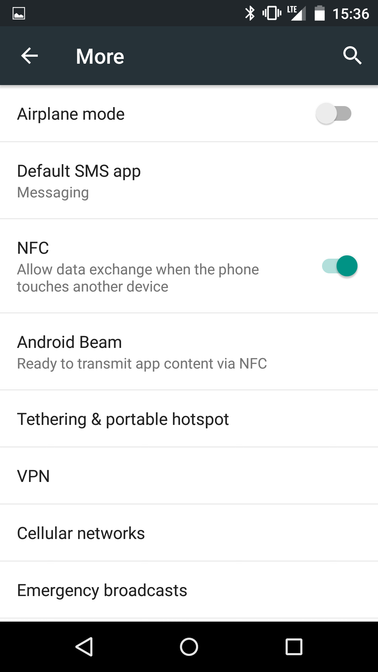 LTE 15:36
More
Airplane mode
Default SMS app
Messaging
NFC
Allow data exchange when the phone
touches another device
Android Beam
Ready to transmit app content via NFC
Tethering & portable hotspot
VPN
Cellular networks
Emergency broadcasts